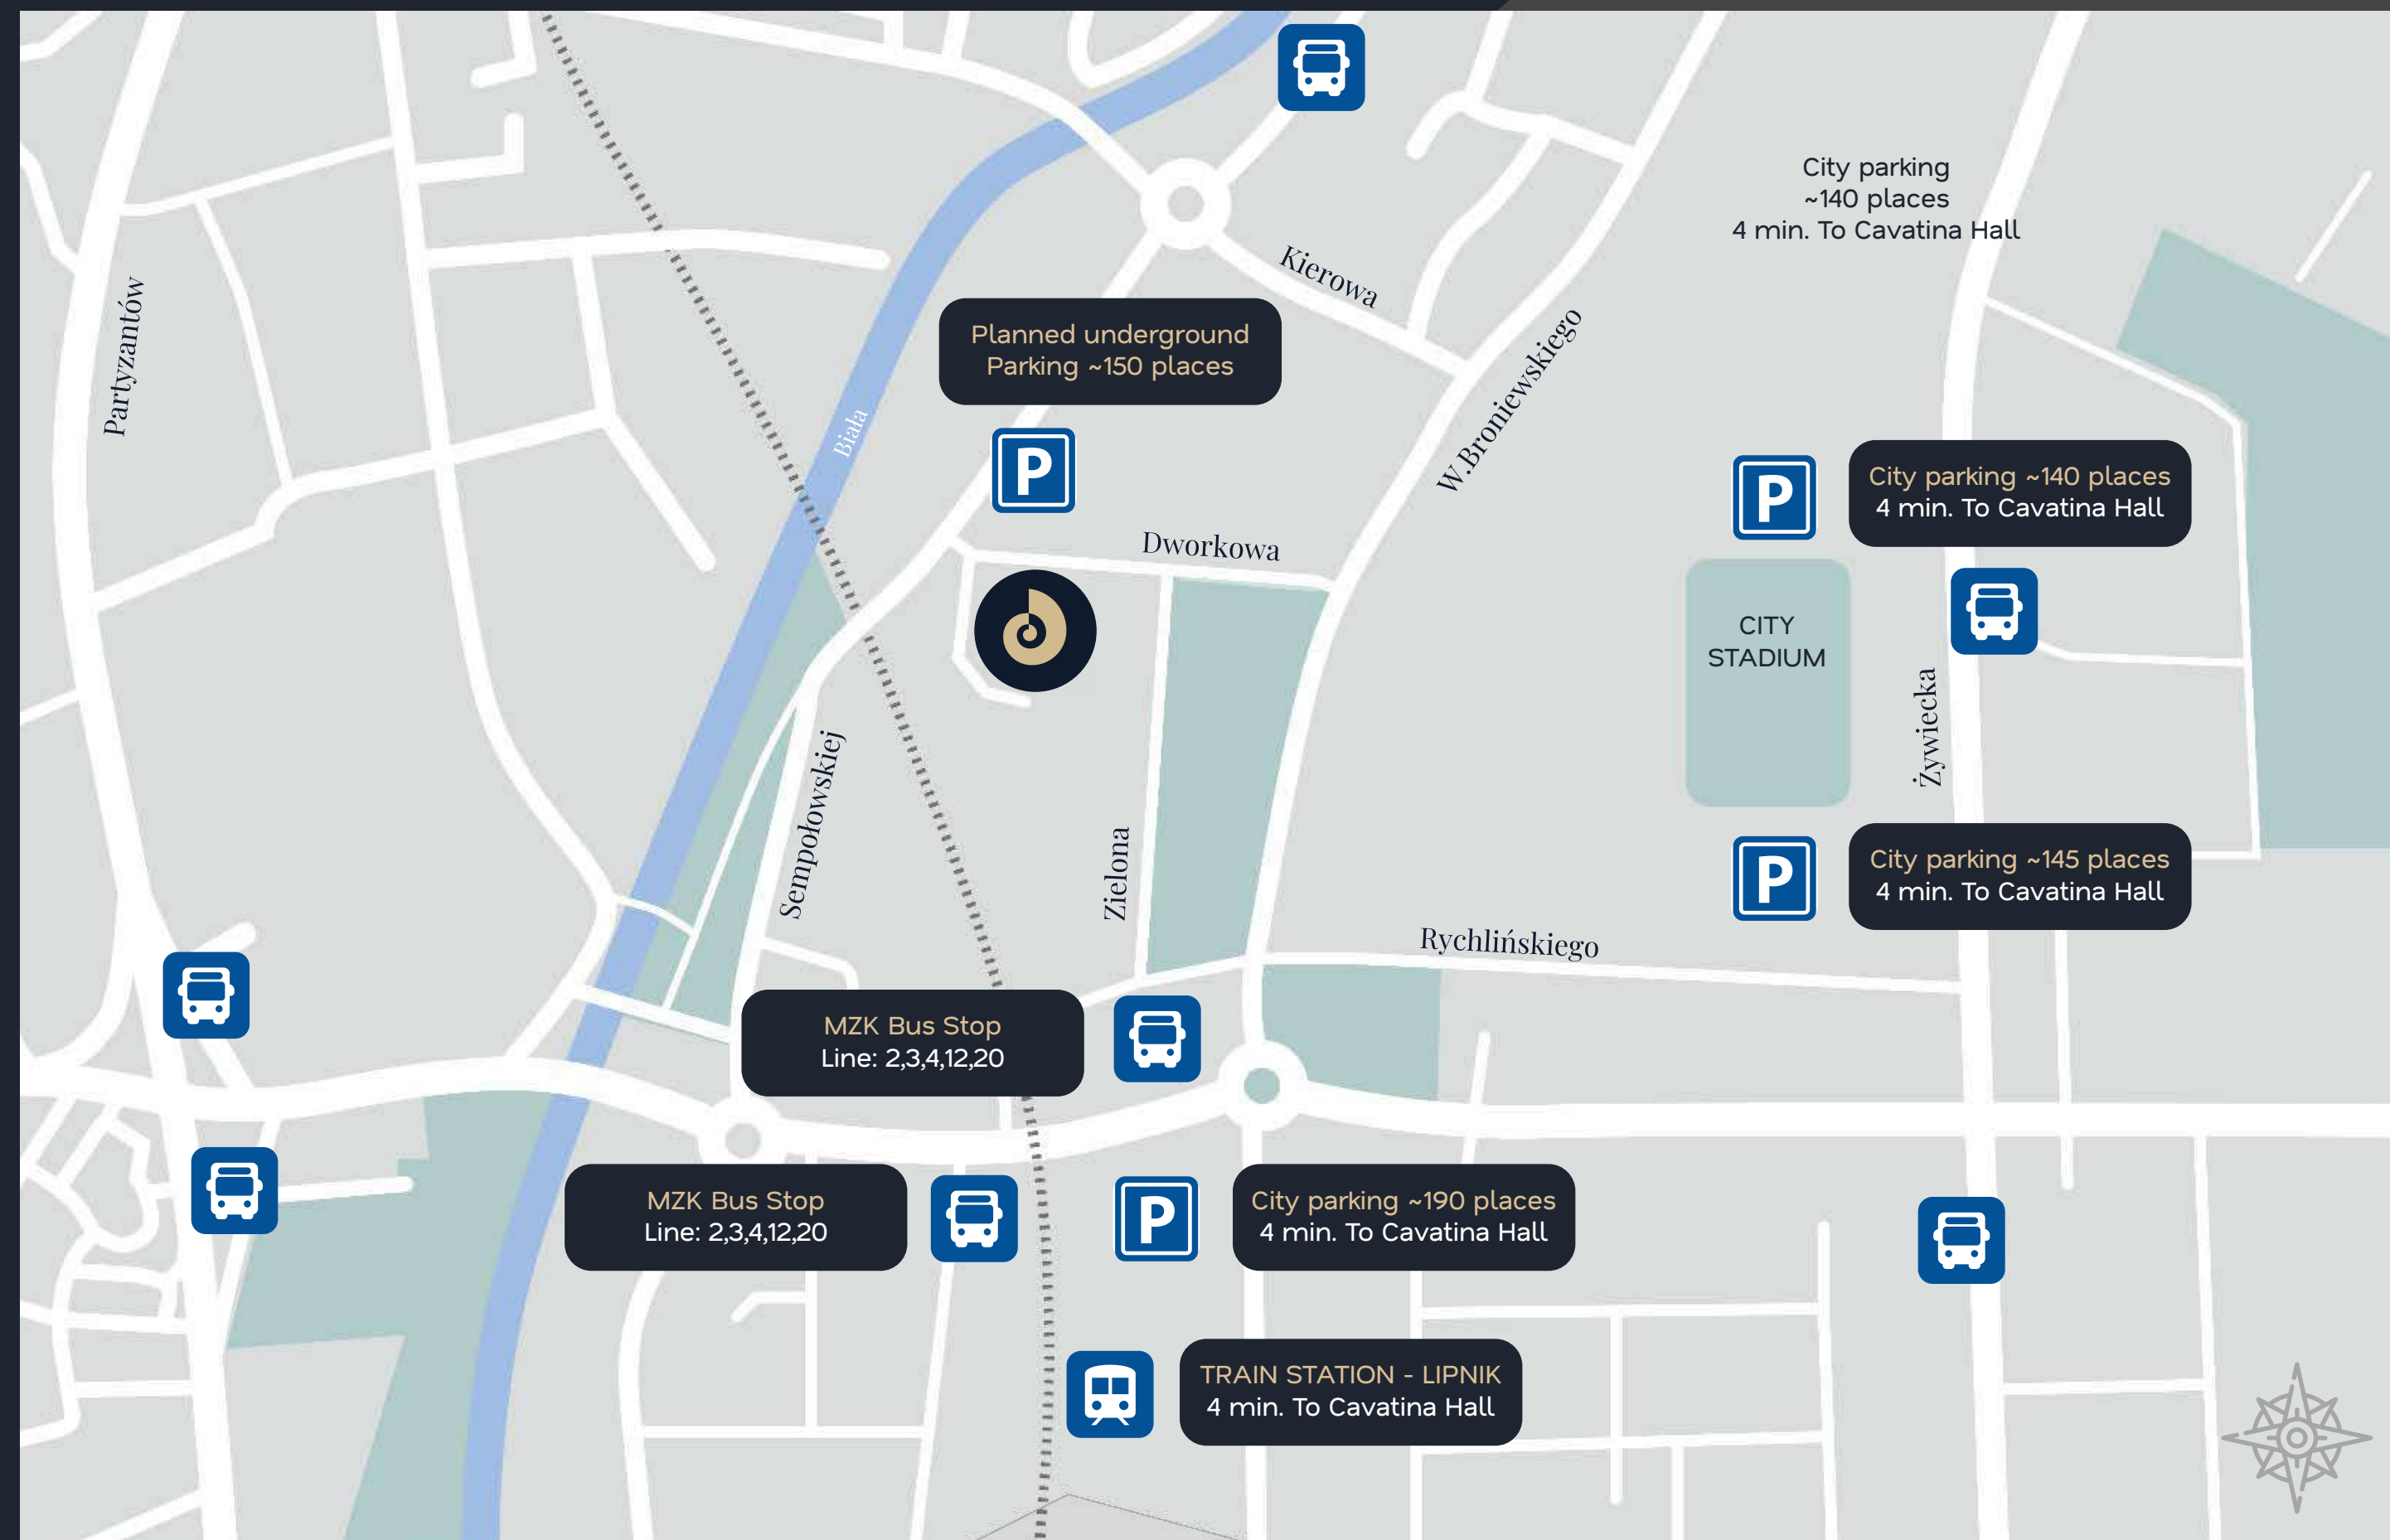 City parking
~140 places
4 min. To Cavatina Hall
Kierowa
Partyzantów
Planned underground
Parking ~150 places
W.Broniewskiego
Biała
P
City parking ~140 places
4 min. To Cavatina Hall
P
Dworkowa
CITY
STADIUM
Żywiecka
Sempołowskiej
Zielona
City parking ~145 places
4 min. To Cavatina Hall
P
Rychlińskiego
MZK Bus Stop
Line: 2,3,4,12,20
MZK Bus Stop
Line: 2,3,4,12,20
P
City parking ~190 places
4 min. To Cavatina Hall
TRAIN STATION - LIPNIK
4 min. To Cavatina Hall